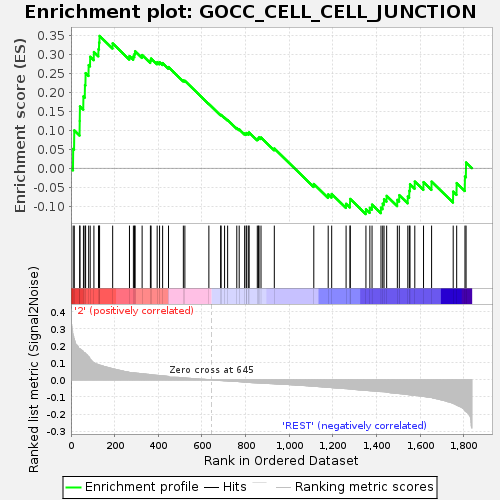 Enrichment plot: GOCC_CELL_CELL_JUNCTION
Enrichment score (ES)
0.35
0.30
0.25
0.20
0.15
0.10
0.05
0.00
-0.05
-0.10
Ranked list metric (Signal2Noise)
'2' (positively correlated)
0.4
0.3
0.2
0.1
0.0
-0.1
-0.2
-0.3
Zero cross at 645
'REST' (negatively correlated)
0
200
400
600
800
1,000
1,200
1,400
1,600
1,800
Rank in Ordered Dataset
Enrichment profile
Hits
Ranking metric scores